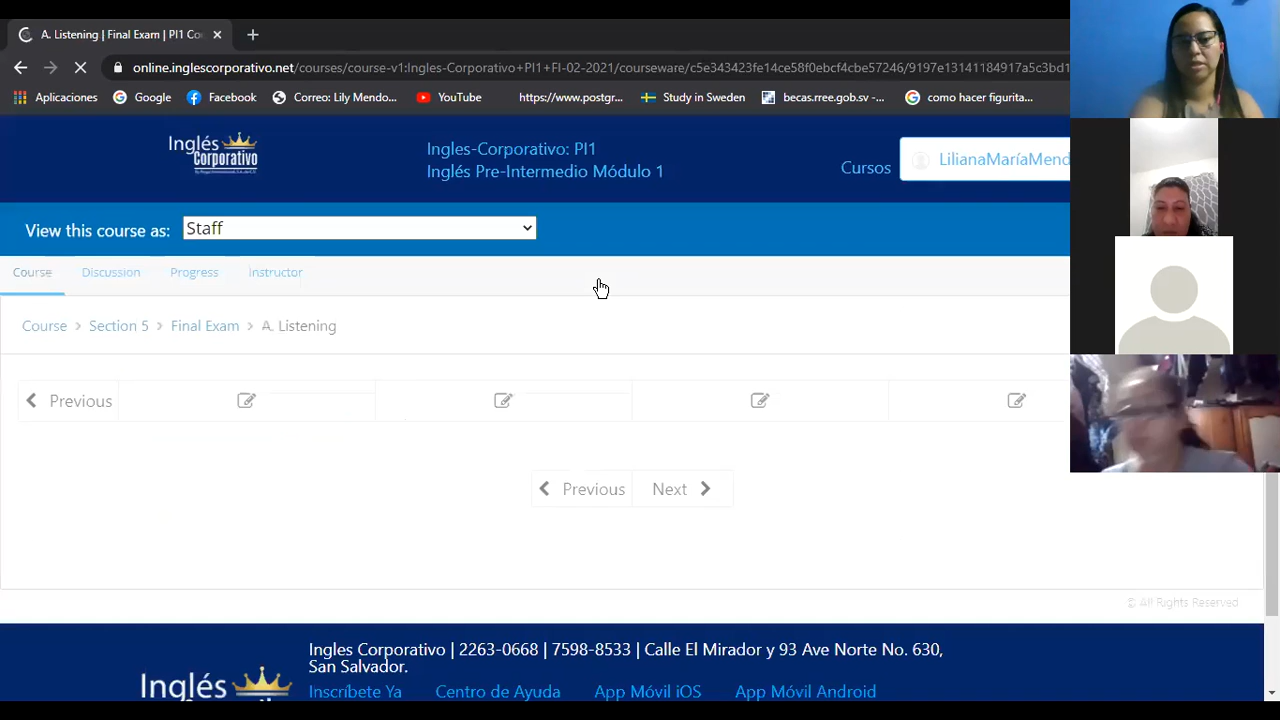 A. Listening | Final Exam | PI1 Co
online.inglescorporativo.net/courses/course-v1:Ingles-Corporativo+PI1+FI-02-2021/courseware/c5e343423fe14ce58f0ebcf4cbe57246/9197e13141184917a5c3bd1
Aplicaciones Google Facebook Correo: Lily Mendo... YouTube https://www.postgr... Study in Sweden becas.rree.gob.sv -... como hacer figurita...
Inglés
Corporativo
Ingles-Corporativo: PI1
Inglés Pre-Intermedio Módulo 1
Cursos
LilianaMaríaMend
View this course as: Staff
Course Discussion Progress Instructor
Course > Section 5 > Final Exam > A. Listening
Previous
Previous Next
© All Rights Reserved
Ingles Corporativo | 2263-0668 | 7598-8533 | Calle El Mirador y 93 Ave Norte No. 630,
San Salvador.
Inglés
Inscríbete Ya Centro de Ayuda App Móvil iOS App Móvil Android